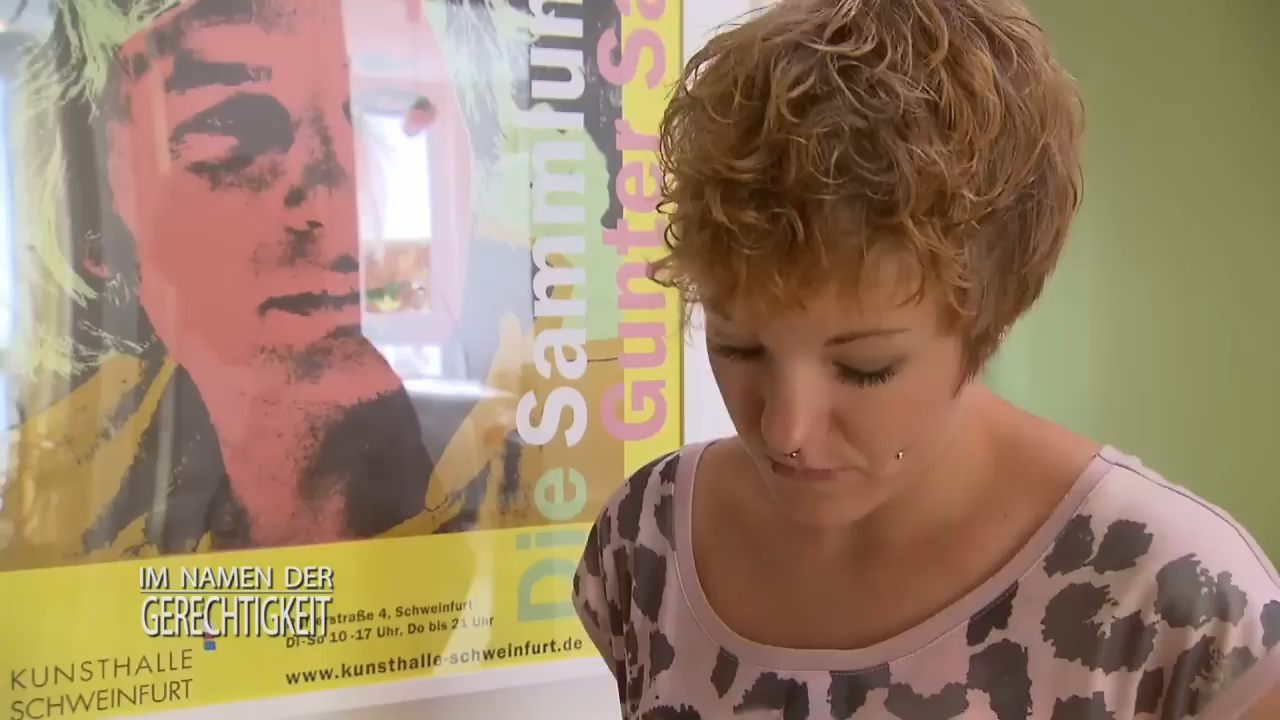 Die Sammlun
Gunter Sa
IM NAMEN DER
GERECHTIGKEIT
straße 4, Schweinfurt
Di-So 10-17 Uhr, Do bis 21 Uhr
www.kunsthalle-schweinfurt.de
KUNSTHALLE
SCHWEINFURT